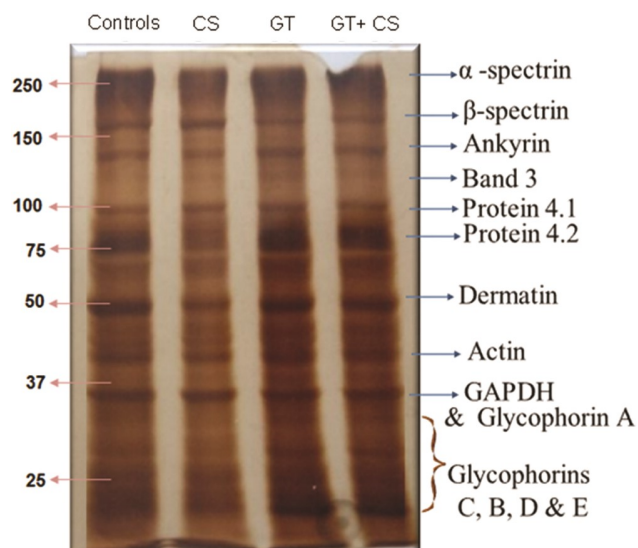 Controls CS GT GT+ CS
250
150
100
75
50
37
25
α -spectrin
β-spectrin
Ankyrin
Band 3
Protein 4.1
Protein 4.2
Dermatin
Actin
GAPDH
& Glycophorin A
Glycophorins
C, B, D & E